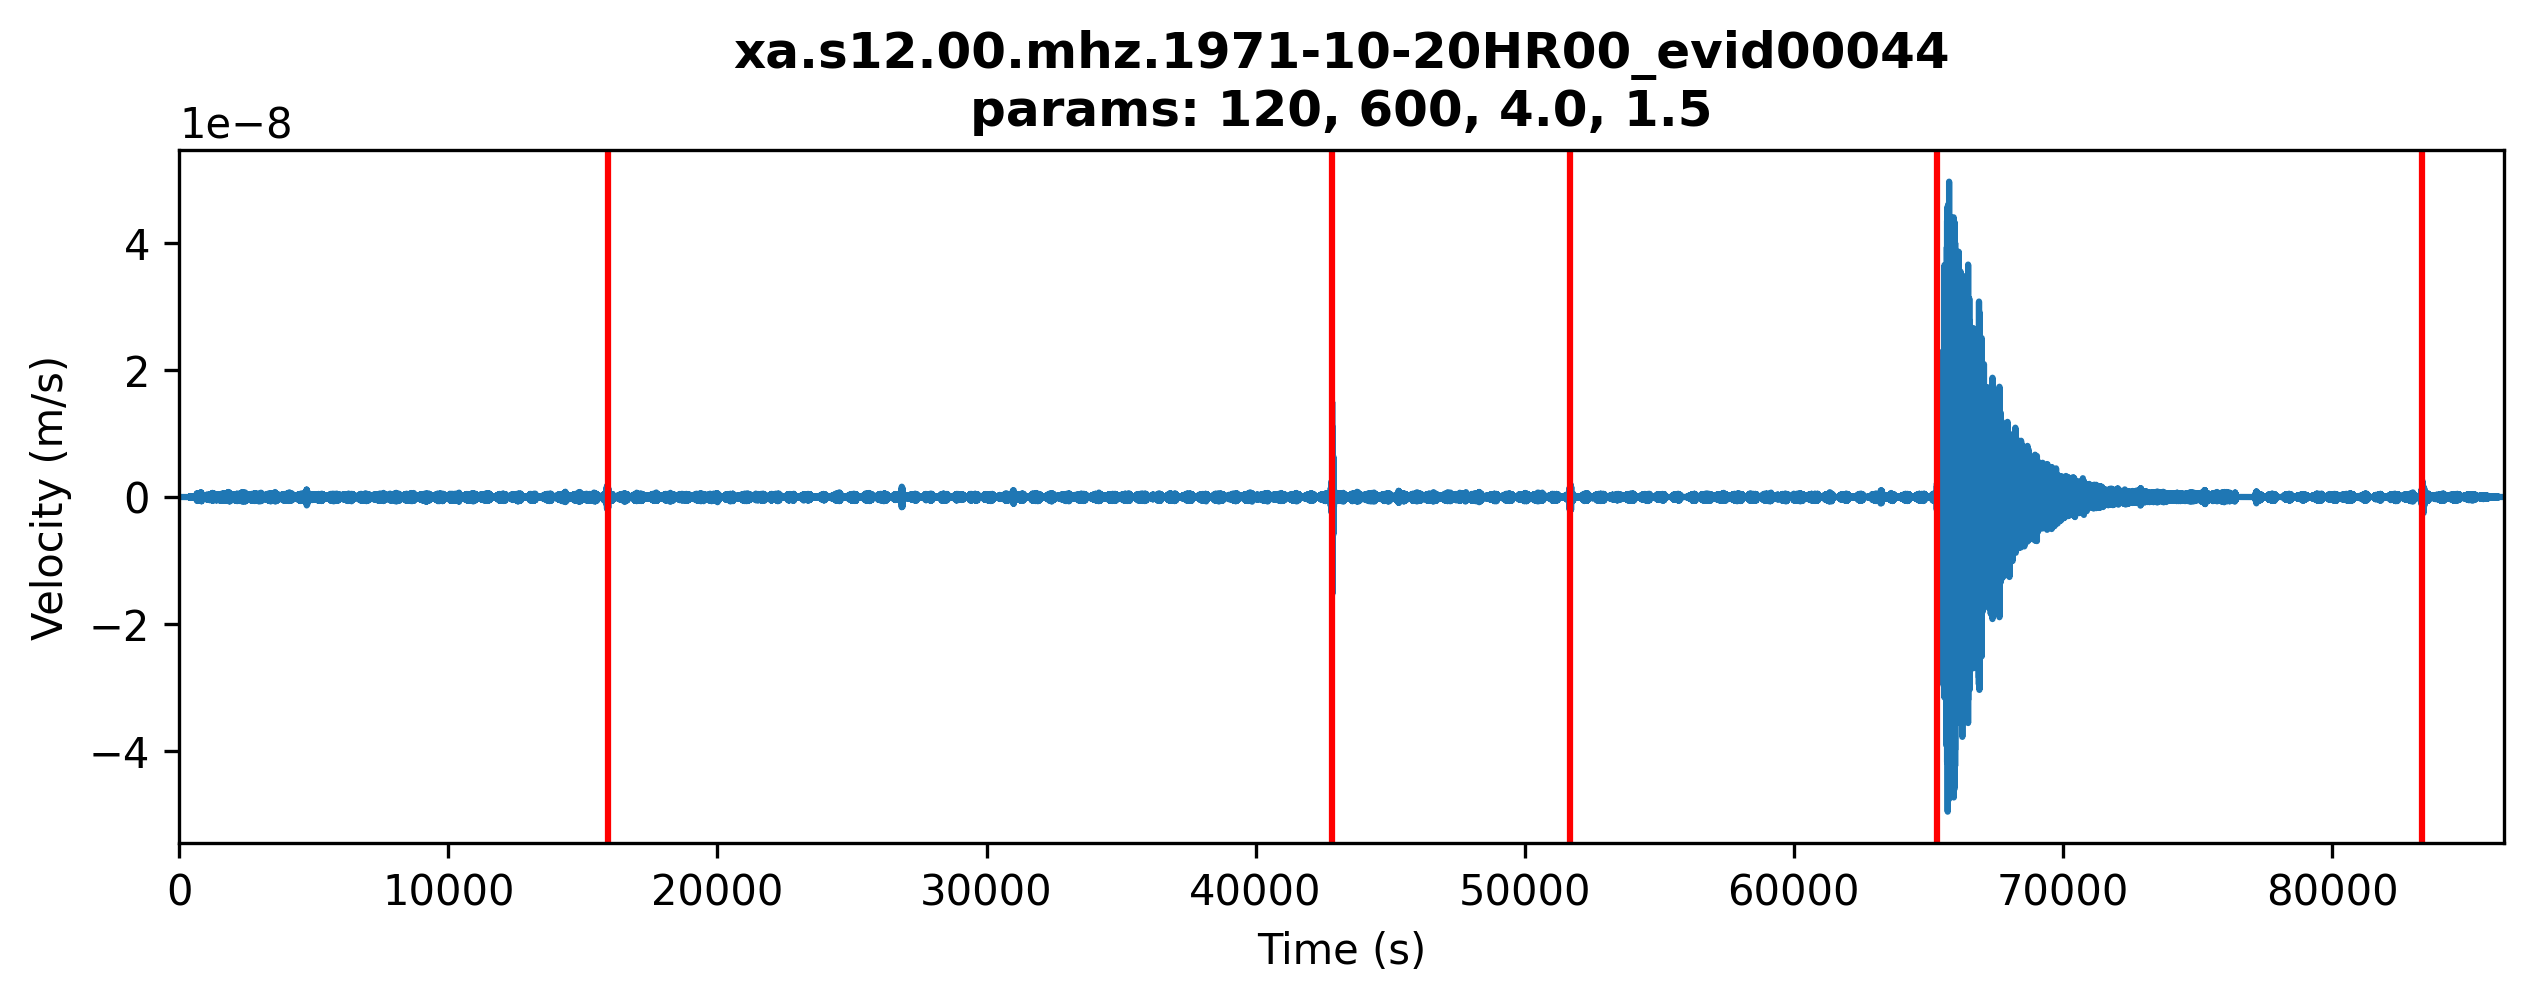 xa.s12.00.mhz.1971-10-20HR00_evid00044
params: 120, 600, 4.0, 1.5
1e−8
4
2
0
−2
−4
Velocity (m/s)
0 10000 20000 30000 40000 50000 60000 70000 80000
Time (s)